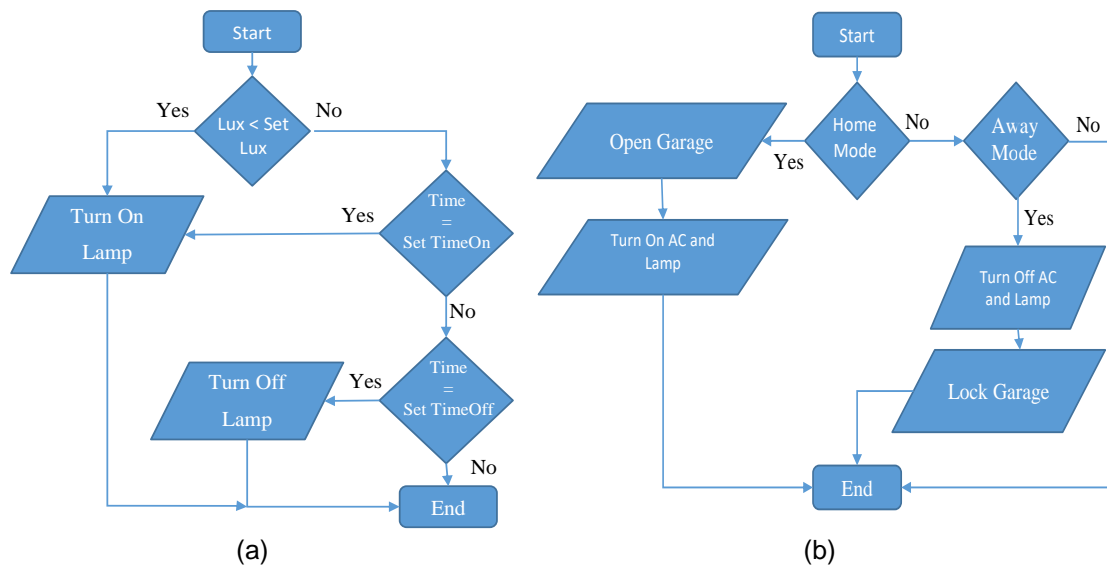 Start
Yes
No
Lux < Set
Lux
Turn On
Lamp
Yes
Time
=
Set TimeOn
No
Turn Off
Lamp
Yes
Time
=
Set TimeOff
No
End
(a)
Start
Open Garage
Yes
Home
Mode
No
Away
Mode
No
Yes
Turn On AC and
Lamp
Turn Off AC
and Lamp
Lock Garage
End
(b)